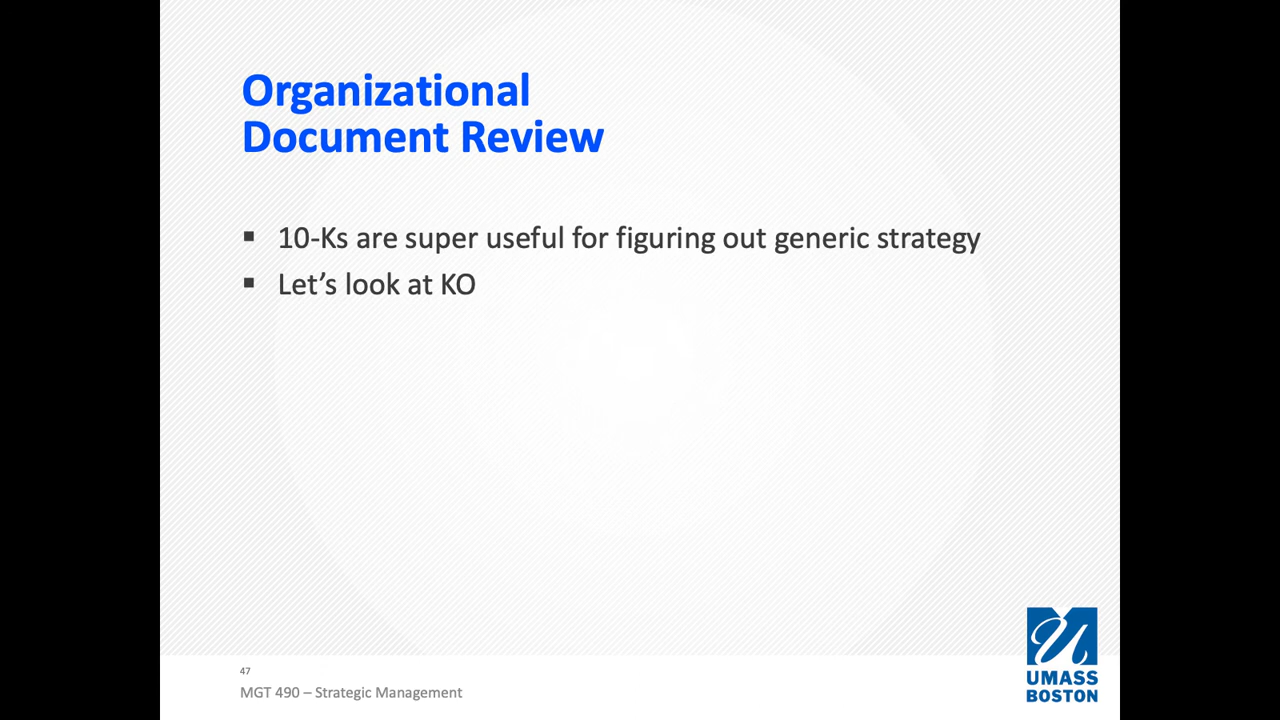 Organizational
Document Review
▪ 10-Ks are super useful for figuring out generic strategy
▪ Let’s look at KO
47
MGT 490 – Strategic Management
UMASS
BOSTON